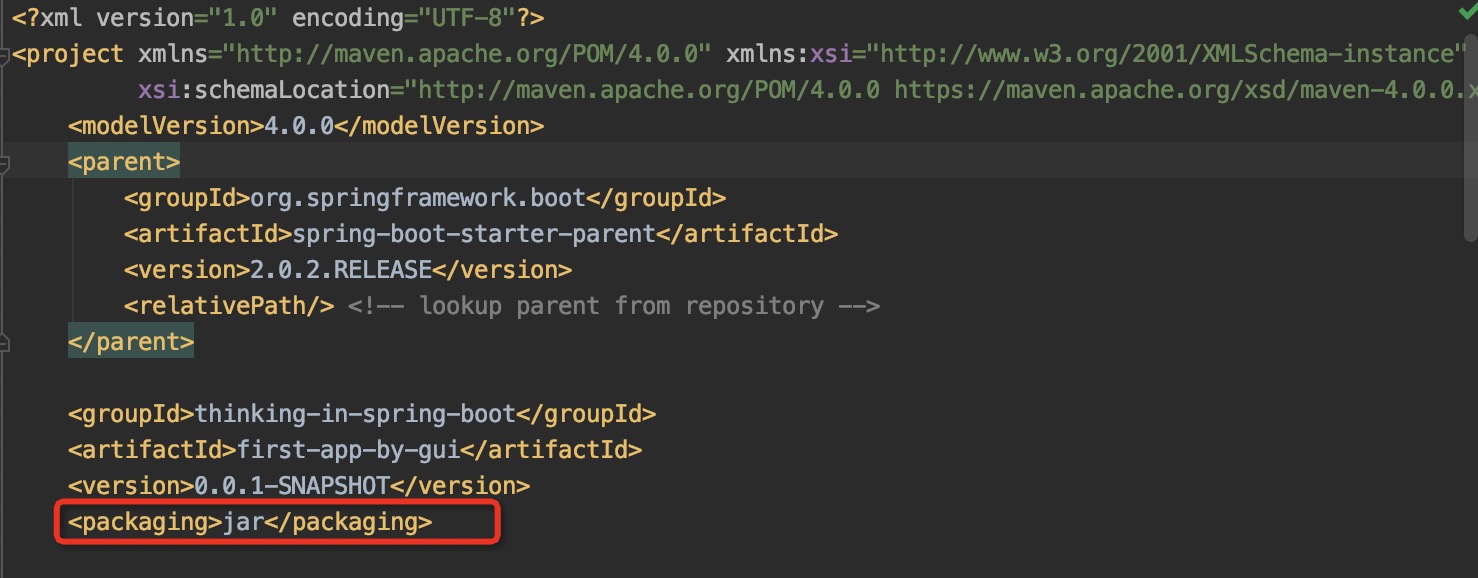 <?xml version="1.0" encoding="UTF-8"?>
<project xmlns="http://maven.apache.org/POM/4.0.0" xmlns:xsi="http://www.w3.org/2001/XMLSchema-instance"
xsi:schemaLocation="http://maven.apache.org/POM/4.0.0 https://maven.apache.org/xsd/maven-4.0.0.x
<modelVersion>4.0.0</modelVersion>
<parent>
<groupId>org.springframework.boot</groupId>
<artifactId>spring-boot-starter-parent</artifactId>
<version>2.0.2.RELEASE</version>
<relativePath/> <!-- lookup parent from repository -->
</parent>
<groupId>thinking-in-spring-boot</groupId>
<artifactId>first-app-by-gui</artifactId>
<version>0.0.1-SNAPSHOT</version>
<packaging>jar</packaging>